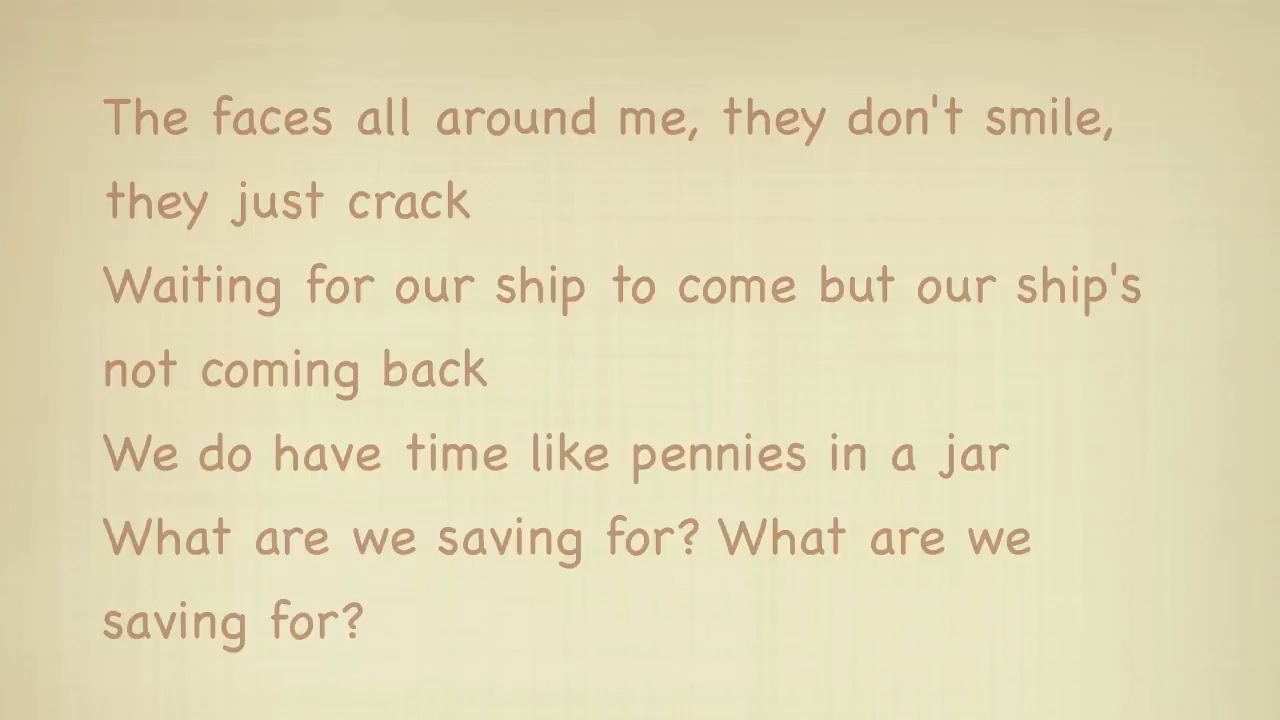 The faces all around me, they don't smile,
they just crack
Waiting for our ship to come but our ship's
not coming back
We do have time like pennies in a jar
What are we saving for? What are we
saving for?